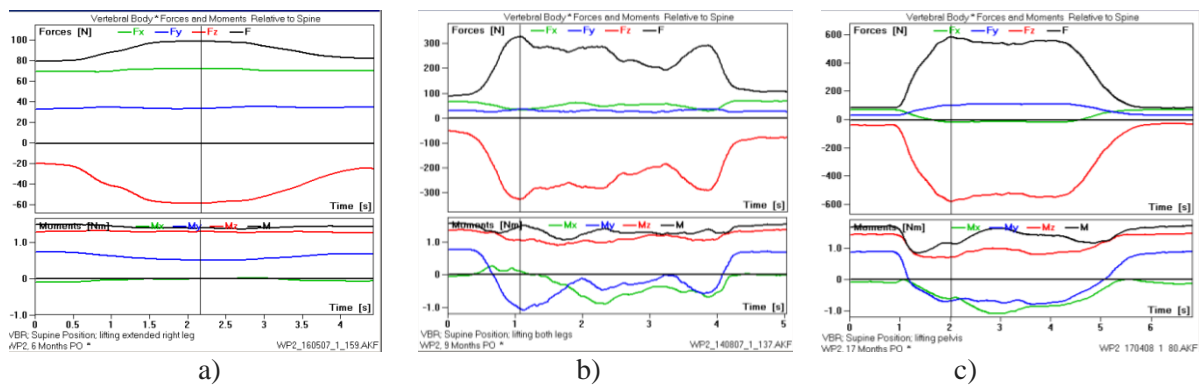 Vertebral Body * Forces and Moments Relative to Spine
Forces [N] Fx Fy Fz F
100
80
60
40
20
0
-20
-40
-60
Time [s]
Moments [Nm] Mx My Mz M
1.0
0
-1.0
Time [s]
0 0.5 1 1.5 2 2.5 3 3.5 4
VBR; Supine Position; lifting extended right leg
WP2, 6 Months PO * WP2_160507_1_159.AKF
a)
Vertebral Body * Forces and Moments Relative to Spine
Forces [N] Fx Fy Fz F
300
200
100
0
-100
-200
-300
Time [s]
Moments [Nm] Mx My Mz M
1.0
0
-1.0
Time [s]
0 1 2 3 4 5
VBR; Supine Position; lifting both legs
WP2, 9 Months PO * WP2_140807_1_137.AKF
b)
Vertebral Body * Forces and Moments Relative to Spine
Forces [N] Fx Fy Fz F
600
400
200
0
-200
-400
-600
Time [s]
Moments [Nm] Mx My Mz M
1.0
0
-1.0
Time [s]
0 1 2 3 4 5 6
VBR; Supine Position; lifting pelvis
WP2, 17 Months PO * WP2_170408_1_80.AKF
c)